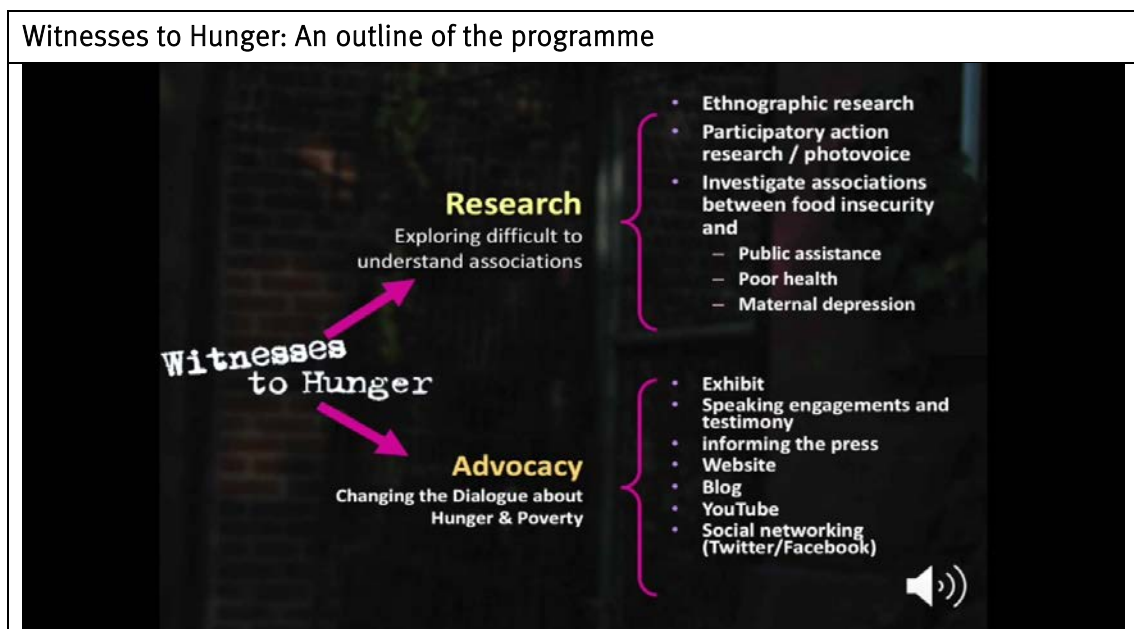 Witnesses to Hunger: An outline of the programme
Witnesses
to Hunger
Research
Exploring difficult to
understand associations
• Ethnographic research
• Participatory action
research / photovoice
• Investigate associations
between food insecurity
and
– Public assistance
– Poor health
– Maternal depression
Advocacy
Changing the Dialogue about
Hunger & Poverty
• Exhibit
• Speaking engagements and
testimony
• informing the press
• Website
• Blog
• YouTube
• Social networking
(Twitter/Facebook)